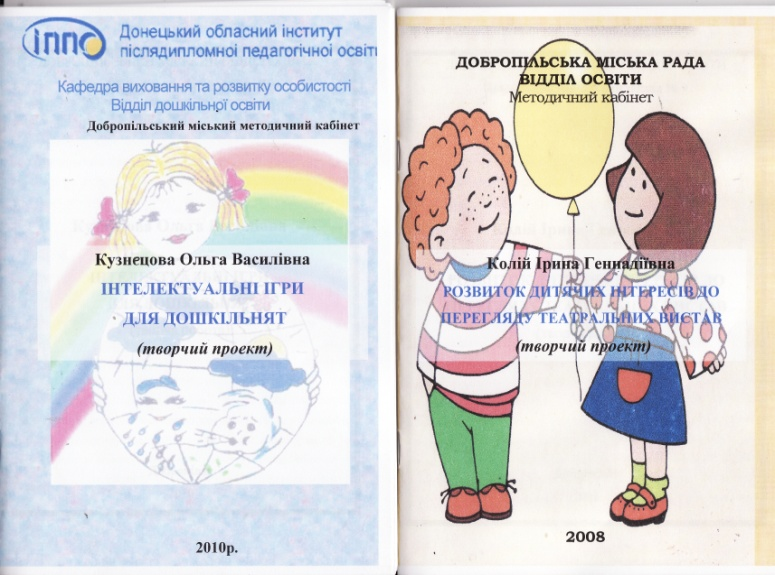 іппо
Донецький обласний інститут
післядипломної педагогічної освіти
Кафедра виховання та розвитку особистості
Відділ дошкільної освіти
Добропільський міський методичний кабінет
Кузнецова Ольга Василівна
ІНТЕЛЕКТУАЛЬНІ ІГРИ
ДЛЯ ДОШКІЛЬНЯТ
(творчий проект)
2010р.
ДОБРОПІЛЬСЬКА МІСЬКА РАДА
ВІДДІЛ ОСВІТИ
Методичний кабінет
Колій Ірина Геннадіївна
РОЗВИТОК ДИТЯЧИХ ІНТЕРЕСІВ ДО
ПЕРЕГЛЯДУ ТЕАТРАЛЬНИХ ВИСТАВ
(творчий проект)
2008